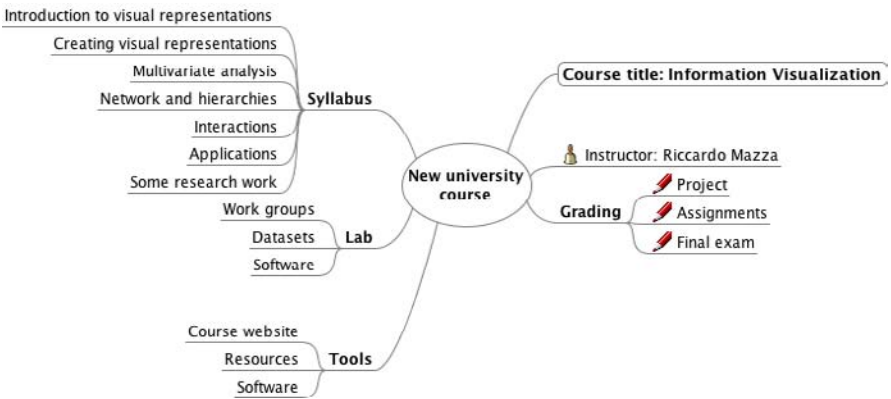 Introduction to visual representations
Creating visual representations
Multivariate analysis
Network and hierarchies
Interactions
Applications
Some research work
Syllabus
Work groups
Datasets
Software
Lab
Course website
Resources
Software
Tools
New university
course
Course title: Information Visualization
Instructor: Riccardo Mazza
Grading
Project
Assignments
Final exam